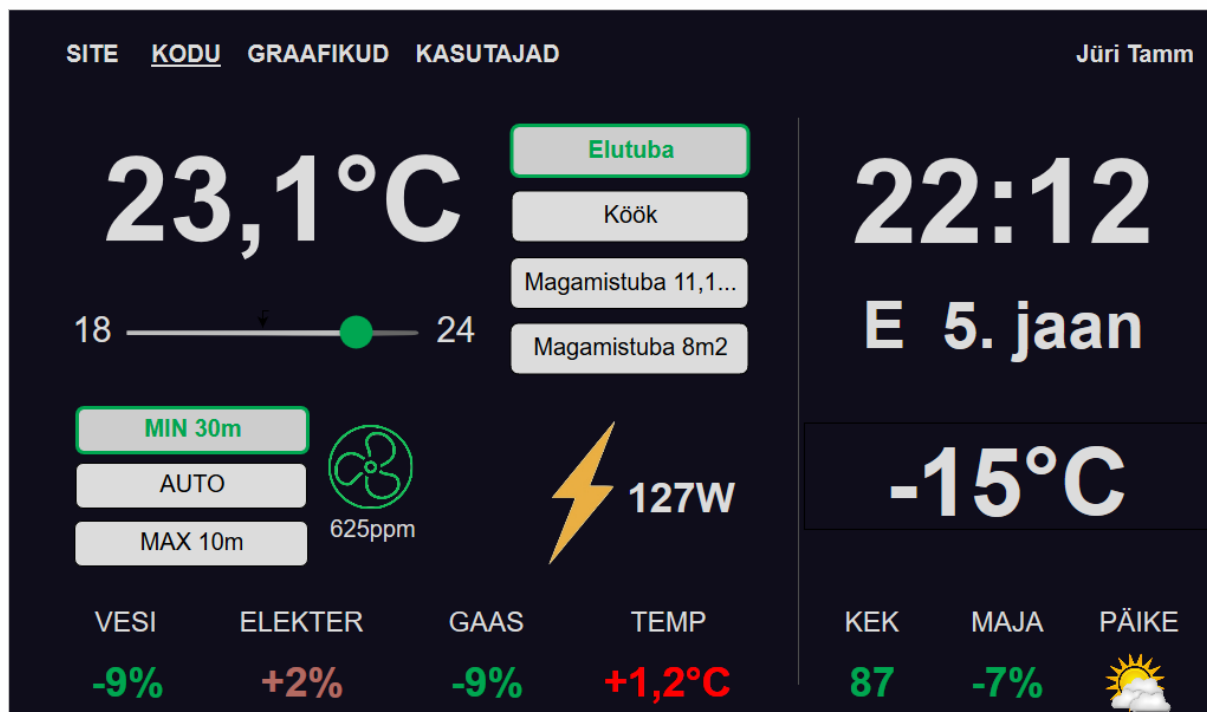 SITE KODU GRAAFIKUD KASUTAJAD Jüri Tamm
23,1°C
Elutuba
Köök
Magamistuba 11,1...
Magamistuba 8m2
18 24
22:12
E 5. jaan
MIN 30m
AUTO
MAX 10m
625ppm
127W
-15°C
VESI ELEKTER GAAS TEMP KEK MAJA PÄIKE
-9% +2% -9% +1,2°C 87 -7%